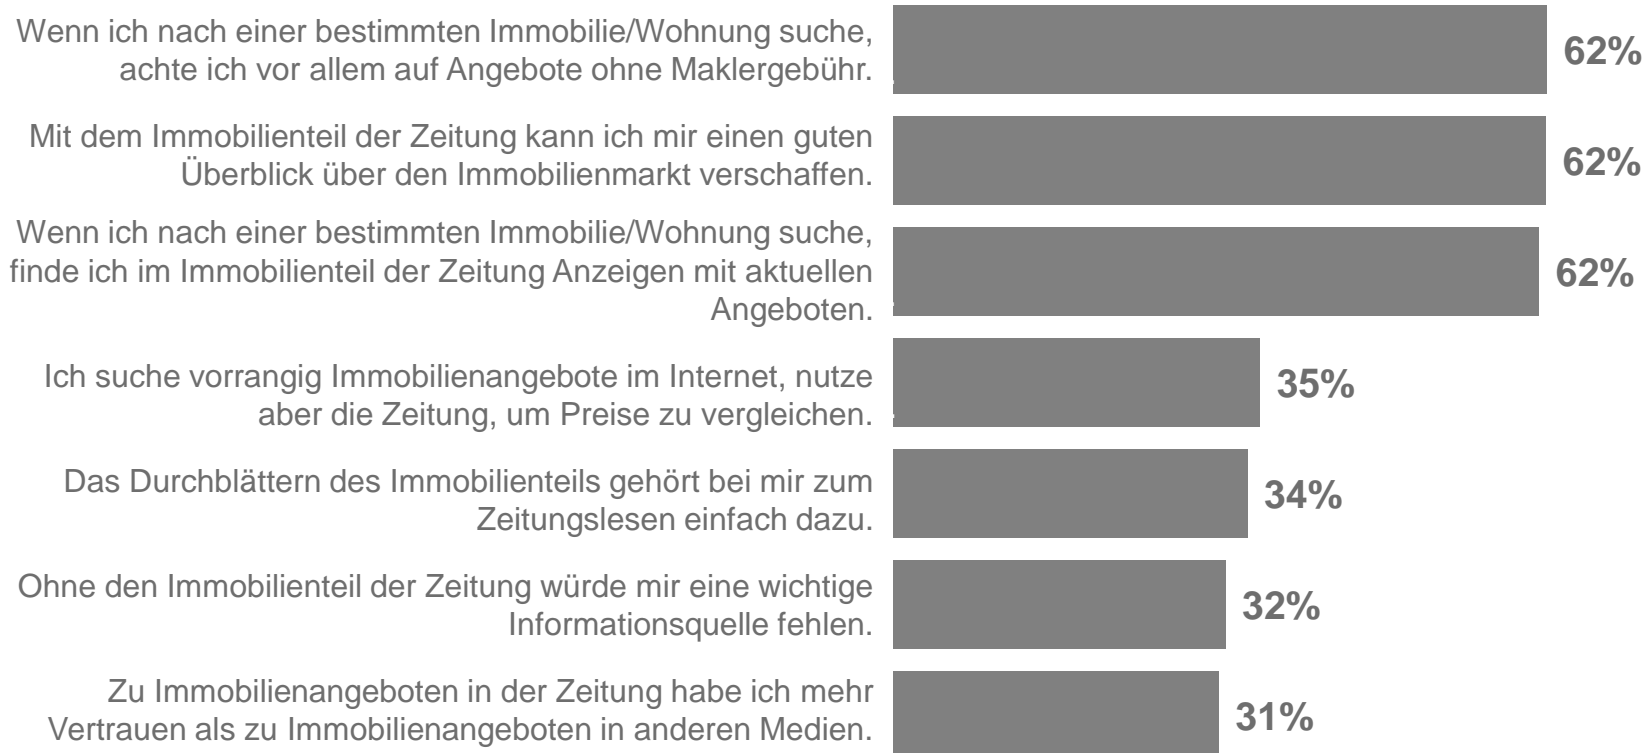 Wenn ich nach einer bestimmten Immobilie/Wohnung suche,
achte ich vor allem auf Angebote ohne Maklergebühr.
62%
Mit dem Immobilienteil der Zeitung kann ich mir einen guten
Überblick über den Immobilienmarkt verschaffen.
62%
Wenn ich nach einer bestimmten Immobilie/Wohnung suche,
finde ich im Immobilienteil der Zeitung Anzeigen mit aktuellen
Angeboten.
62%
Ich suche vorrangig Immobilienangebote im Internet, nutze
aber die Zeitung, um Preise zu vergleichen.
35%
Das Durchblättern des Immobilienteils gehört bei mir zum
Zeitungslesen einfach dazu.
34%
Ohne den Immobilienteil der Zeitung würde mir eine wichtige
Informationsquelle fehlen.
32%
Zu Immobilienangeboten in der Zeitung habe ich mehr
Vertrauen als zu Immobilienangeboten in anderen Medien.
31%